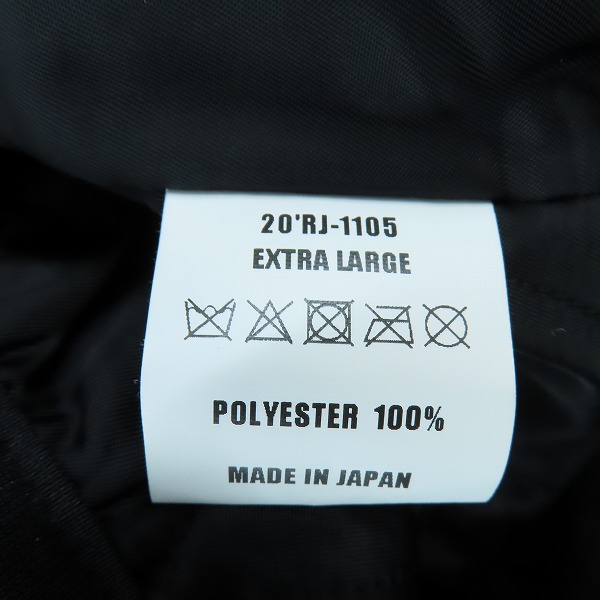 20'RJ-1105
EXTRA LARGE
POLYESTER 100%
MADE IN JAPAN